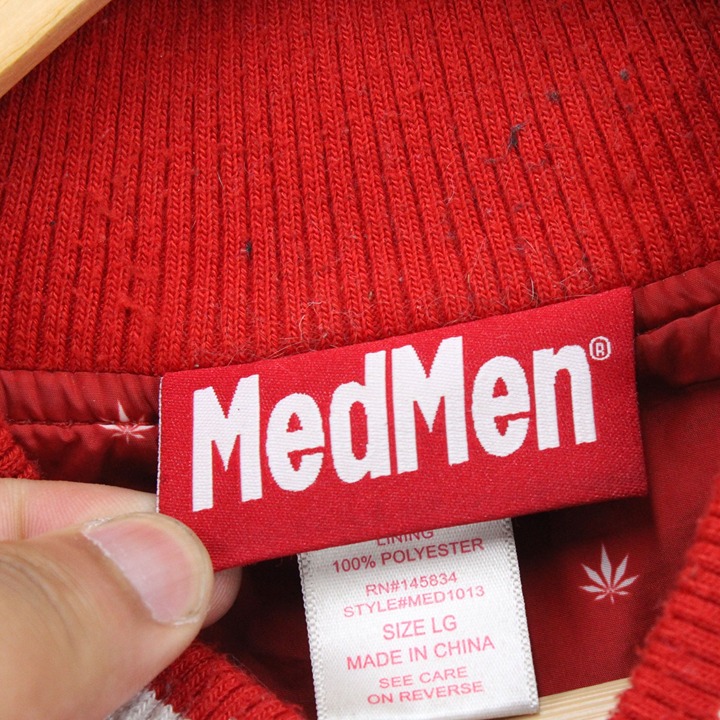 MedMen®
LINING
100% POLYESTER
RN#145834
STYLE#MED1013
SIZE LG
MADE IN CHINA
SEE CARE
ON REVERSE